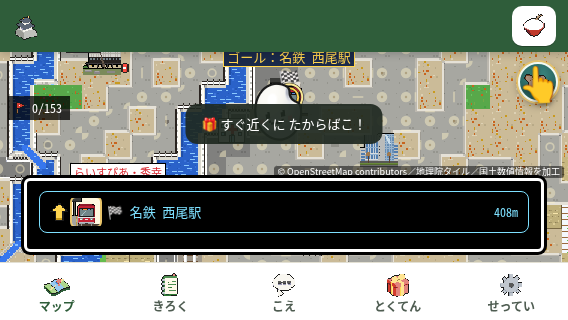 ゴール：名鉄 西尾駅
0/153
すぐ近くに たからばこ！
らいすぴあ・秀幸
© OpenStreetMap contributors／地理院タイル／国土数値情報を加工
名鉄 西尾駅
408m
マップ
きろく
こえ
とくてん
せってい